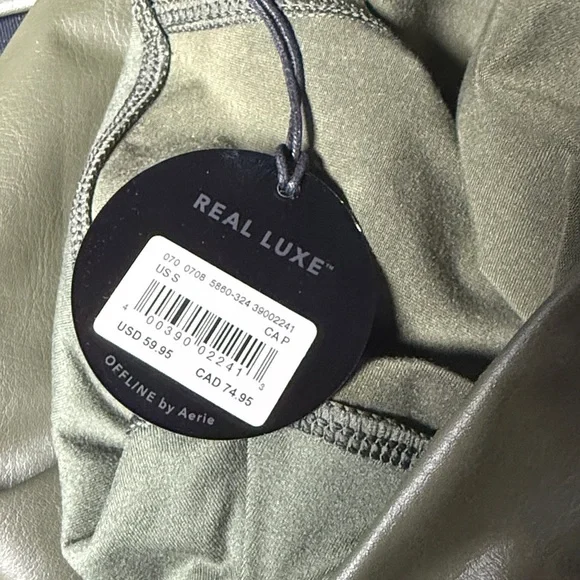 REAL LUXE™
070 0708 5860-324 39002241
US S
CA P
4 00390 02241 3
USD 59.95
CAD 74.95
OFFLINE by Aerie